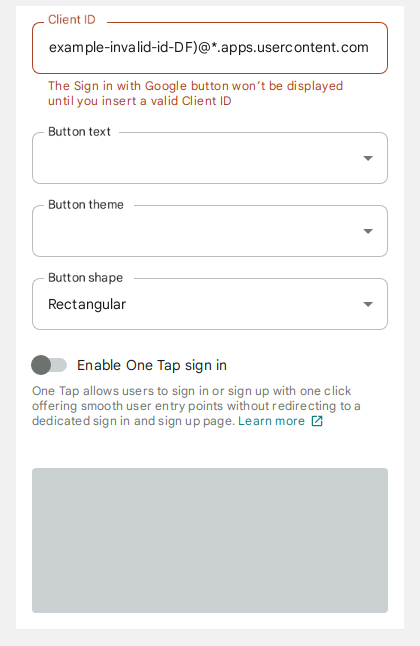 Client ID
example-invalid-id-DF)@*.apps.usercontent.com
The Sign in with Google button won’t be displayed
until you insert a valid Client ID
Button text
Button theme
Button shape
Rectangular
Enable One Tap sign in
One Tap allows users to sign in or sign up with one click
offering smooth user entry points without redirecting to a
dedicated sign in and sign up page. Learn more